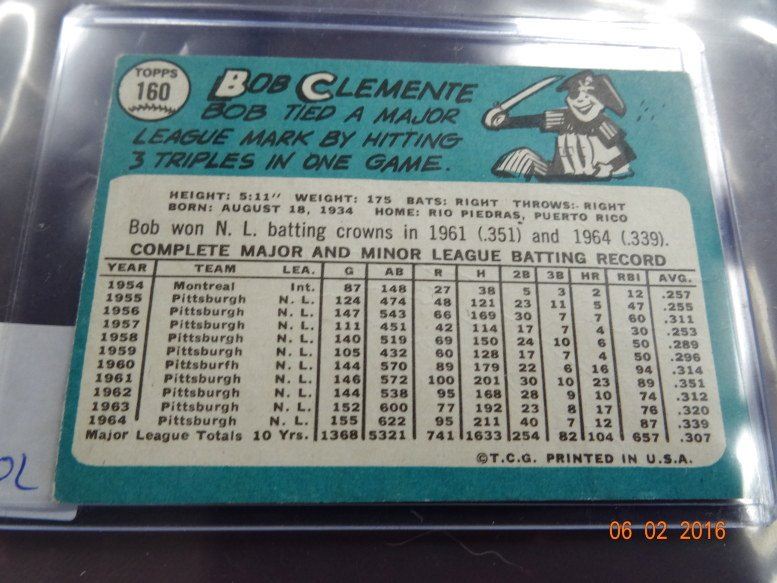 TOPPS
160
BOB CLEMENTE
BOB TIED A MAJOR
LEAGUE MARK BY HITTING
3 TRIPLES IN ONE GAME.
HEIGHT: 5:11" WEIGHT: 175 BATS: RIGHT THROWS: RIGHT
BORN: AUGUST 18, 1934 HOME: RIO PIEDRAS, PUERTO RICO
Bob won N. L. batting crowns in 1961 (.351) and 1964 (.339).
COMPLETE MAJOR AND MINOR LEAGUE BATTING RECORD
YEAR TEAM LEA. G AB R H 2B 3B HR RBI AVG.
1954 Montreal Int. 87 148 27 38 5 3 2 12 .257
1955 Pittsburgh N. L. 124 474 48 121 23 11 5 47 .255
1956 Pittsburgh N. L. 147 543 66 169 30 7 7 60 .311
1957 Pittsburgh N. L. 111 451 42 114 17 7 4 30 .253
1958 Pittsburgh N. L. 140 519 69 150 24 10 6 50 .289
1959 Pittsburgh N. L. 105 432 60 128 17 7 4 50 .296
1960 Pittsburfh N. L. 144 570 89 179 22 6 16 94 .314
1961 Pittsburgh N. L. 146 572 100 201 30 10 23 89 .351
1962 Pittsburgh N. L. 144 538 95 168 28 9 10 74 .312
1963 Pittsburgh N. L. 152 600 77 192 23 8 17 76 .320
1964 Pittsburgh N. L. 155 622 95 211 40 7 12 87 .339
Major League Totals 10 Yrs. 1368 5321 741 1633 254 82 104 657 .307
©T.C.G. PRINTED IN U.S.A.
06 02 2016